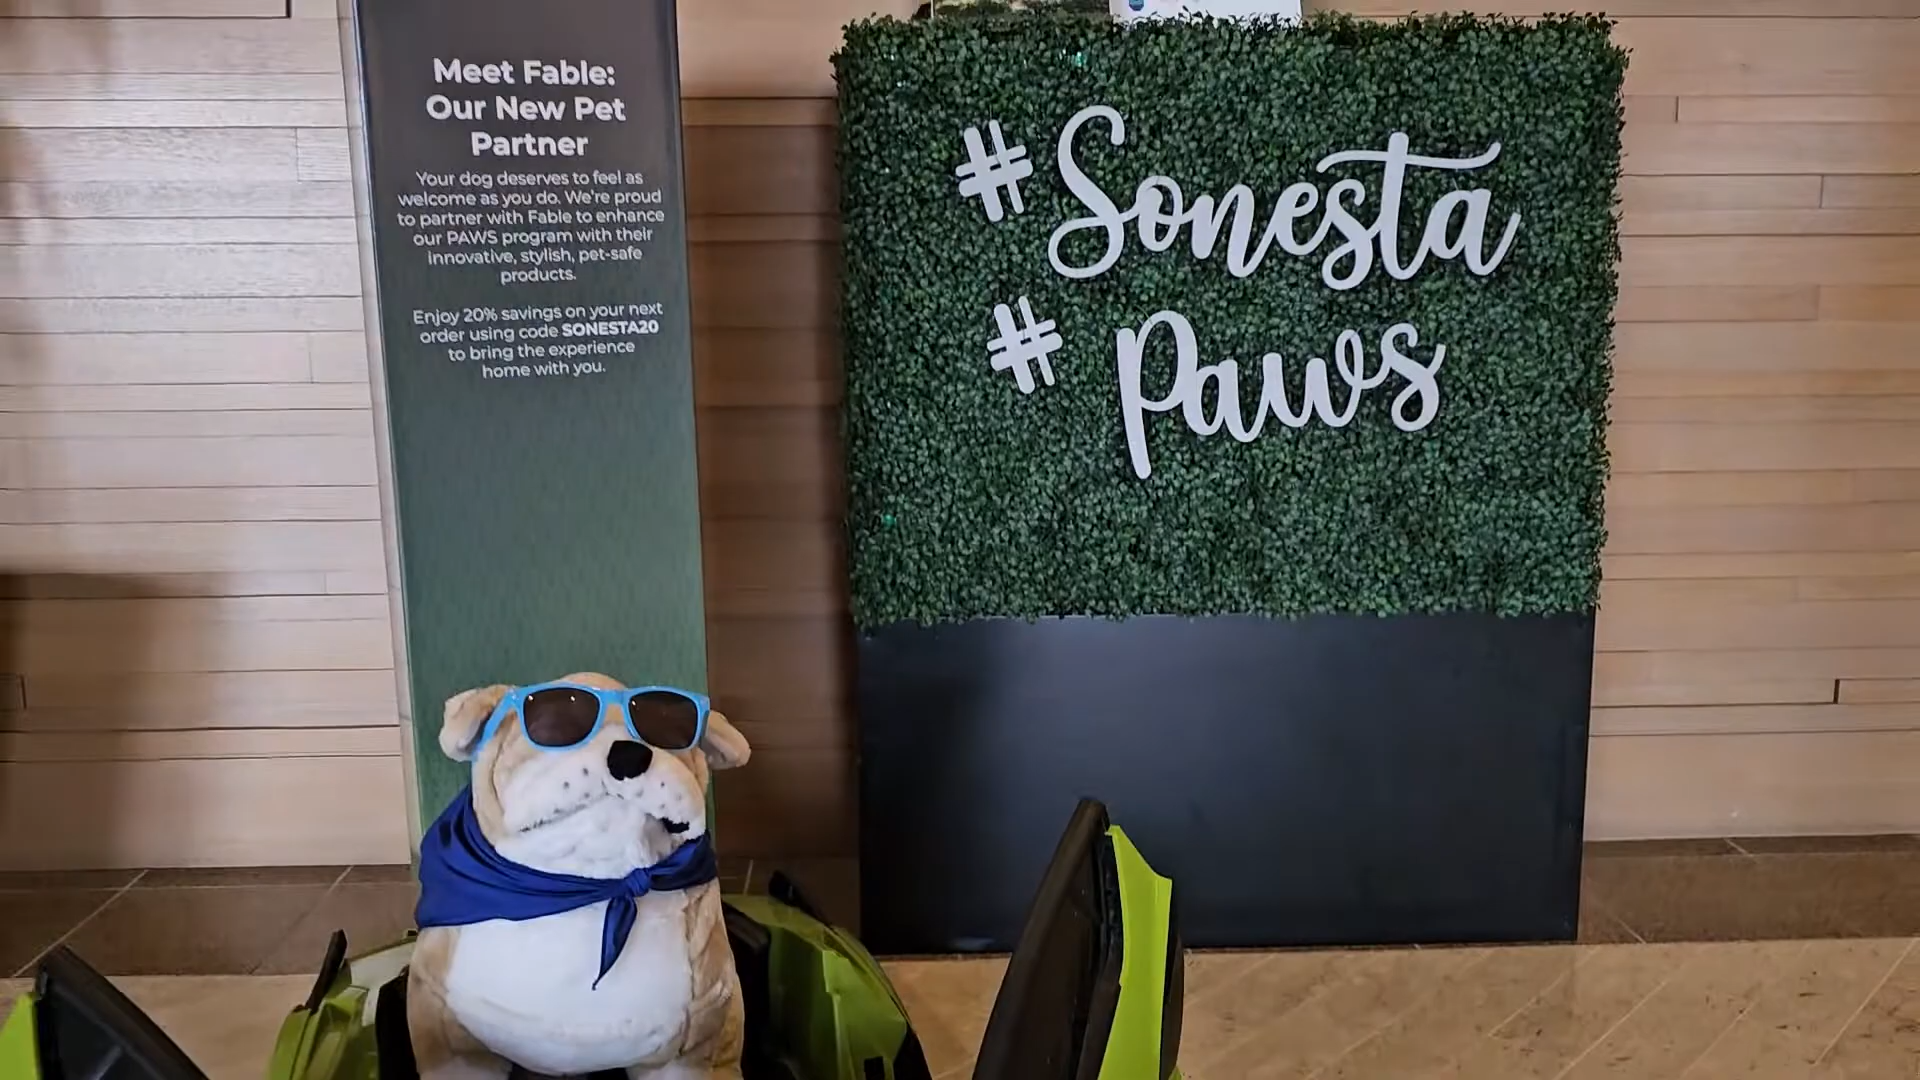 Meet Fable:
Our New Pet
Partner
Your dog deserves to feel as
welcome as you do. We're proud
to partner with Fable to enhance
our PAWS program with their
innovative, stylish, pet-safe
products.
Enjoy 20% savings on your next
order using code SONESTA20
to bring the experience
home with you.
#Sonesta
# Paws